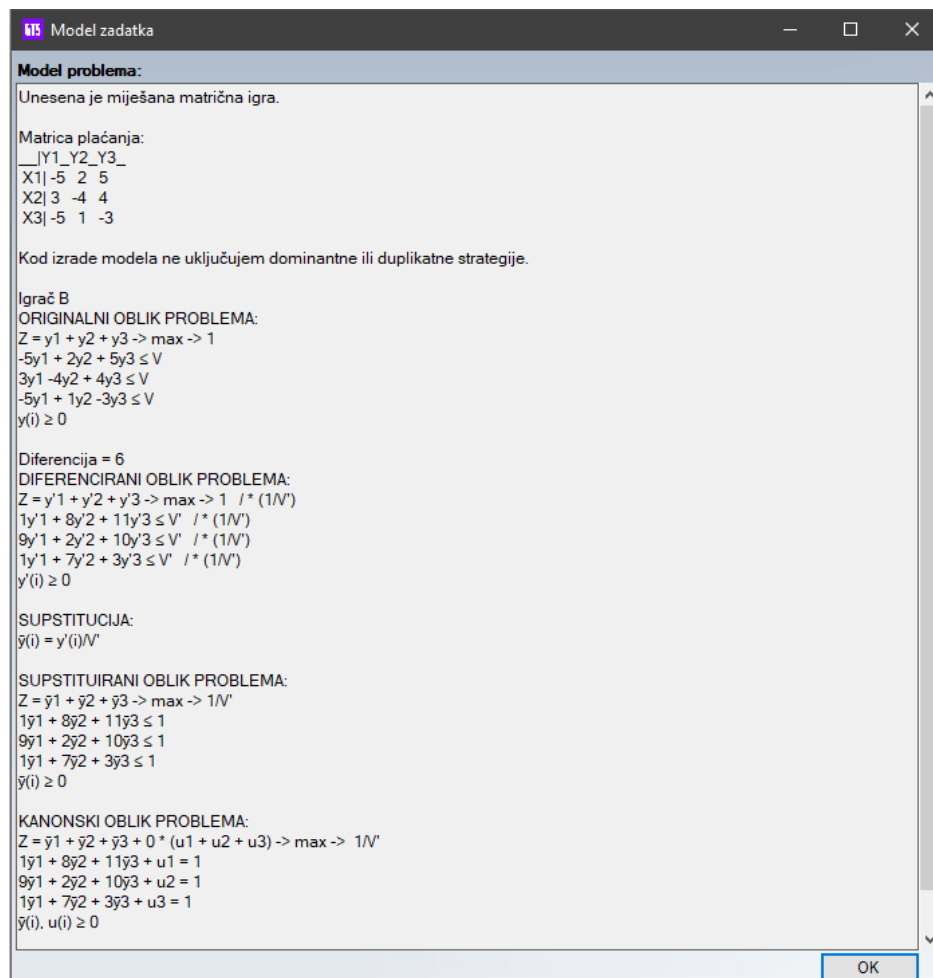 GTS Model zadatka
Model problema:
Unesena je miješana matrična igra.
Matrica plaćanja:
__|Y1_Y2_Y3_
X1| -5 2 5
X2| 3 -4 4
X3| -5 1 -3
Kod izrade modela ne uključujem dominantne ili duplikatne strategije.
Igrač B
ORIGINALNI OBLIK PROBLEMA:
Z = y1 + y2 + y3 -> max -> 1
-5y1 + 2y2 + 5y3 ≤ V
3y1 -4y2 + 4y3 ≤ V
-5y1 + 1y2 -3y3 ≤ V
y(i) ≥ 0
Diferencija = 6
DIFERENCIRANI OBLIK PROBLEMA:
Z = y'1 + y'2 + y'3 -> max -> 1 / * (1/V')
1y'1 + 8y'2 + 11y'3 ≤ V' / * (1/V')
9y'1 + 2y'2 + 10y'3 ≤ V' / * (1/V')
1y'1 + 7y'2 + 3y'3 ≤ V' / * (1/V')
y'(i) ≥ 0
SUPSTITUCIJA:
ȳ(i) = y'(i)/V'
SUPSTITUIRANI OBLIK PROBLEMA:
Z = ȳ1 + ȳ2 + ȳ3 -> max -> 1/V'
1ȳ1 + 8ȳ2 + 11ȳ3 ≤ 1
9ȳ1 + 2ȳ2 + 10ȳ3 ≤ 1
1ȳ1 + 7ȳ2 + 3ȳ3 ≤ 1
ȳ(i) ≥ 0
KANONSKI OBLIK PROBLEMA:
Z = ȳ1 + ȳ2 + ȳ3 + 0 * (u1 + u2 + u3) -> max -> 1/V'
1ȳ1 + 8ȳ2 + 11ȳ3 + u1 = 1
9ȳ1 + 2ȳ2 + 10ȳ3 + u2 = 1
1ȳ1 + 7ȳ2 + 3ȳ3 + u3 = 1
ȳ(i), u(i) ≥ 0
OK